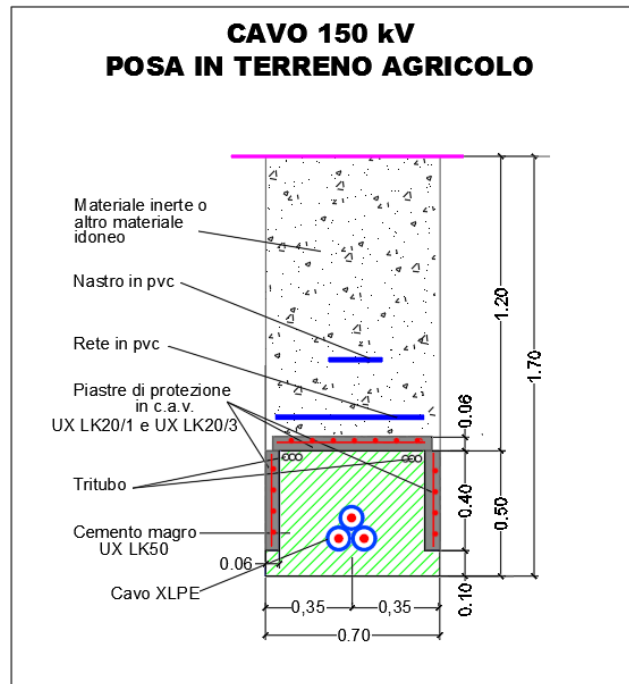 CAVO 150 kV
POSA IN TERRENO AGRICOLO
Materiale inerte o
altro materiale
idoneo
Nastro in pvc
Rete in pvc
Piastre di protezione
in c.a.v.
UX LK20/1 e UX LK20/3
Tritubo
Cemento magro
UX LK50
0.06
Cavo XLPE
0,35
0,35
0.70
1.20
1.70
0.06
0.40
0.50
0.10